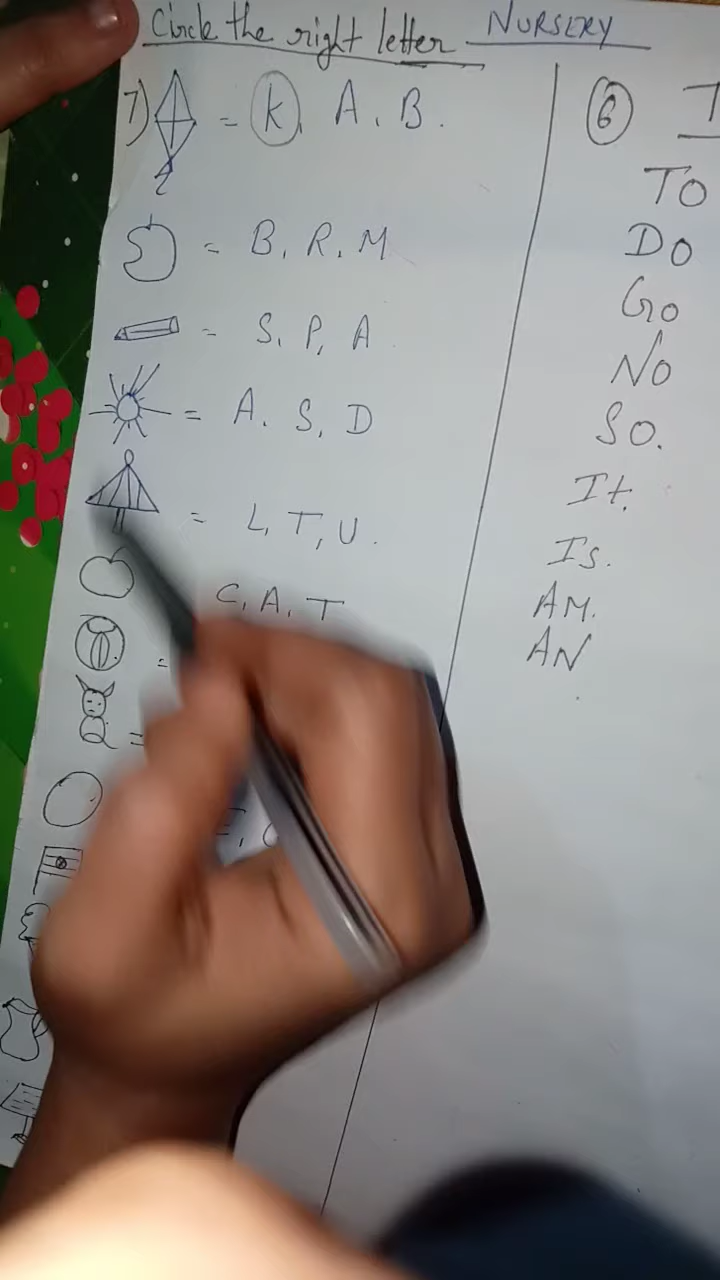 Circle the right letter NURSERY
7) = K, A, B.
= B, R, M
= S, P, A
= A, S, D
= L, T, U.
C, A, T
=
=
E,
6
TO
DO
GO
NO
SO.
It.
Is.
AM.
AN